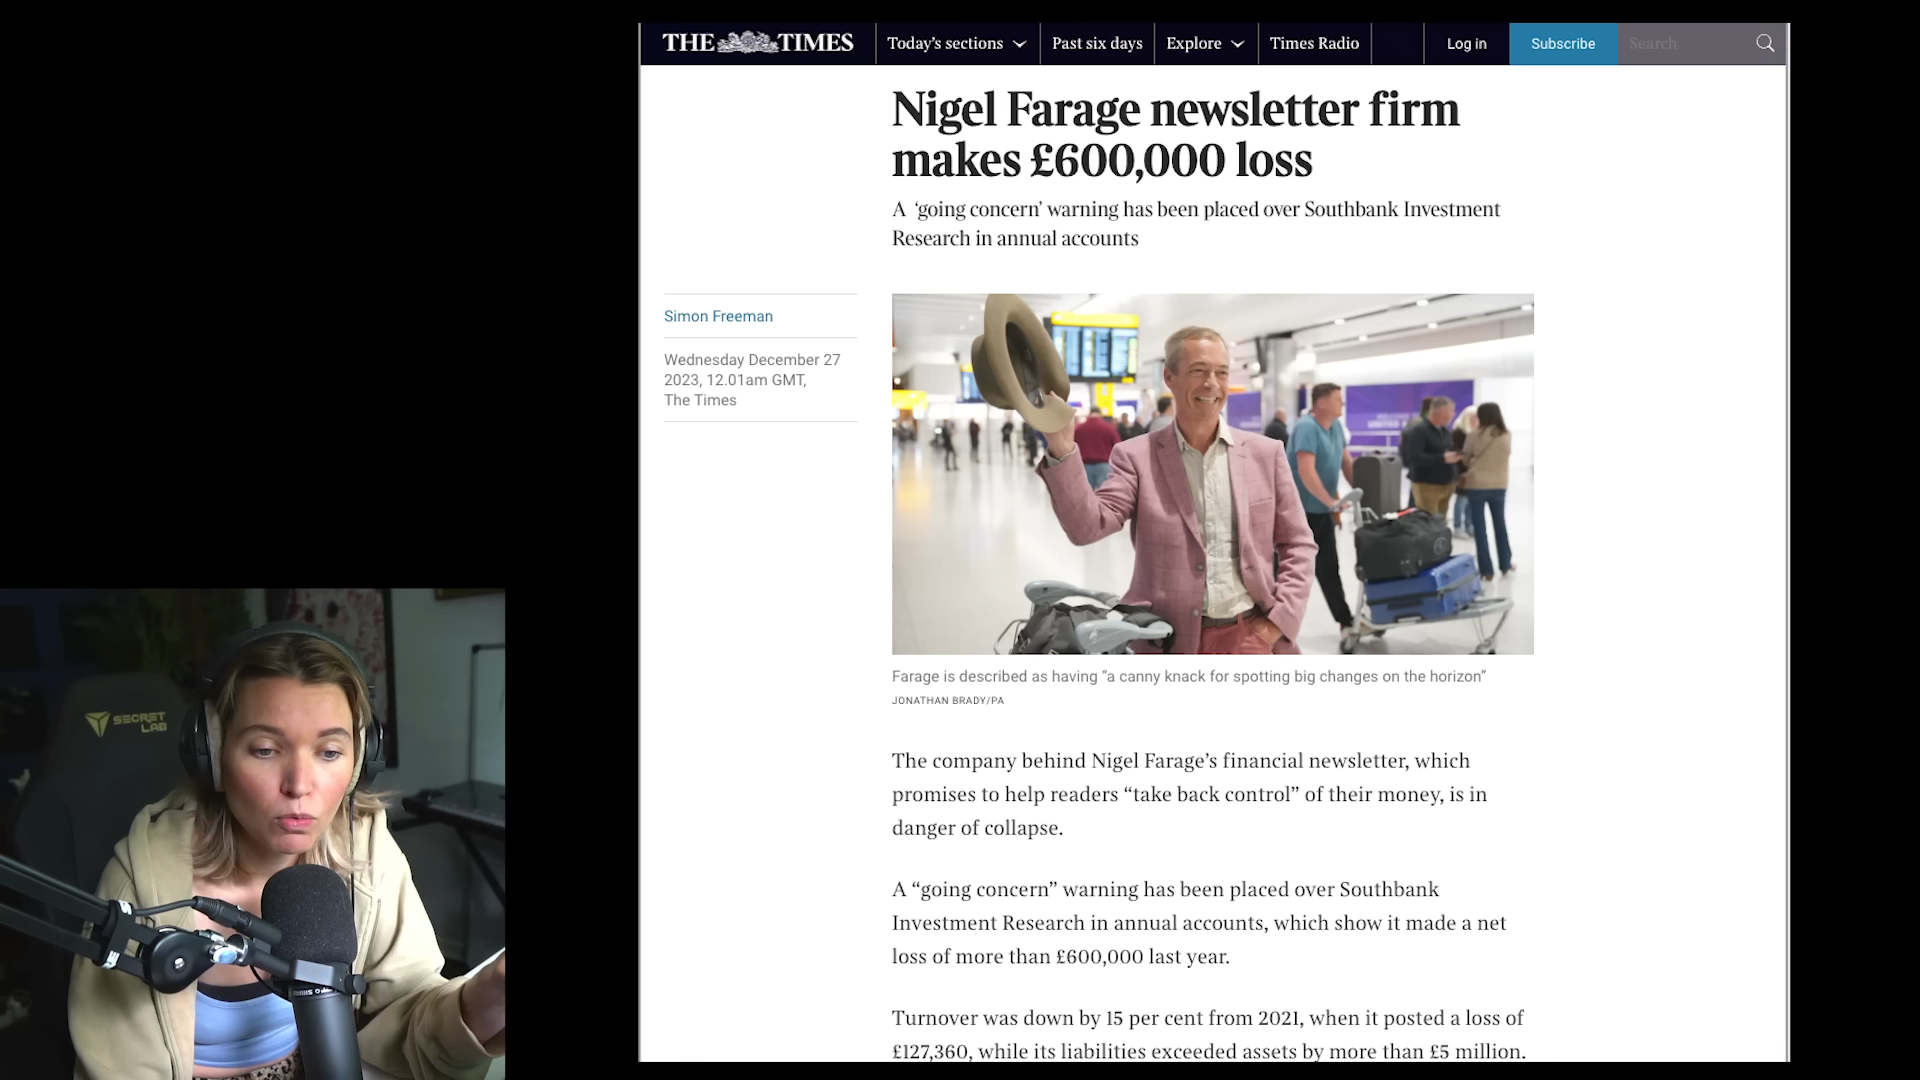 THE TIMES
Today's sections
Past six days
Explore
Times Radio
Log in
Subscribe
Search
Nigel Farage newsletter firm
makes £600,000 loss
A ‘going concern’ warning has been placed over Southbank Investment
Research in annual accounts
Simon Freeman
Wednesday December 27
2023, 12.01am GMT,
The Times
Farage is described as having “a canny knack for spotting big changes on the horizon”
JONATHAN BRADY/PA
The company behind Nigel Farage’s financial newsletter, which
promises to help readers “take back control” of their money, is in
danger of collapse.
A “going concern” warning has been placed over Southbank
Investment Research in annual accounts, which show it made a net
loss of more than £600,000 last year.
Turnover was down by 15 per cent from 2021, when it posted a loss of
£127,360, while its liabilities exceeded assets by more than £5 million.
SECRET
LAB